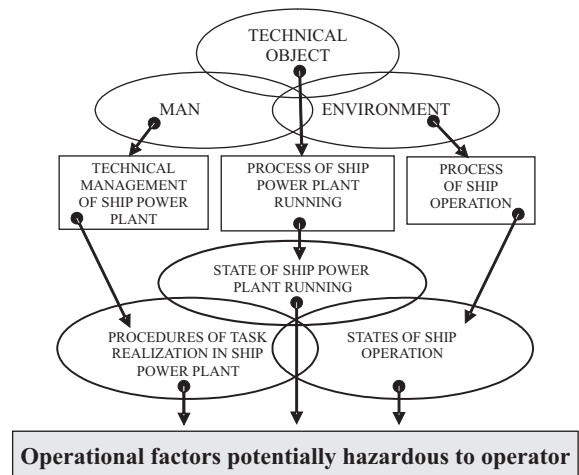 TECHNICAL
OBJECT
MAN
ENVIRONMENT
TECHNICAL
MANAGEMENT
OF SHIP POWER
PLANT
PROCESS OF SHIP
POWER PLANT
RUNNING
PROCESS
OF SHIP
OPERATION
STATE OF SHIP POWER
PLANT RUNNING
PROCEDURES OF TASK
REALIZATION IN SHIP
POWER PLANT
STATES OF SHIP
OPERATION
Operational factors potentially hazardous to operator